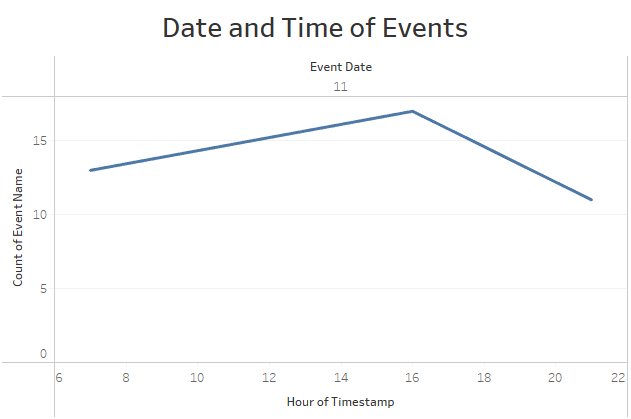 Date and Time of Events
Event Date
11
Count of Event Name
15
10
5
0
6 8 10 12 14 16 18 20 22
Hour of Timestamp